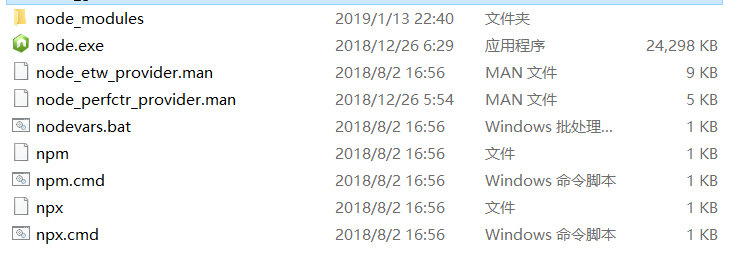 node_modules 2019/1/13 22:40 文件夹
node.exe 2018/12/26 6:29 应用程序 24,298 KB
node_etw_provider.man 2018/8/2 16:56 MAN 文件 9 KB
node_perfctr_provider.man 2018/12/26 5:54 MAN 文件 5 KB
nodevars.bat 2018/8/2 16:56 Windows 批处理... 1 KB
npm 2018/8/2 16:56 文件 1 KB
npm.cmd 2018/8/2 16:56 Windows 命令脚本 1 KB
npx 2018/8/2 16:56 文件 1 KB
npx.cmd 2018/8/2 16:56 Windows 命令脚本 1 KB